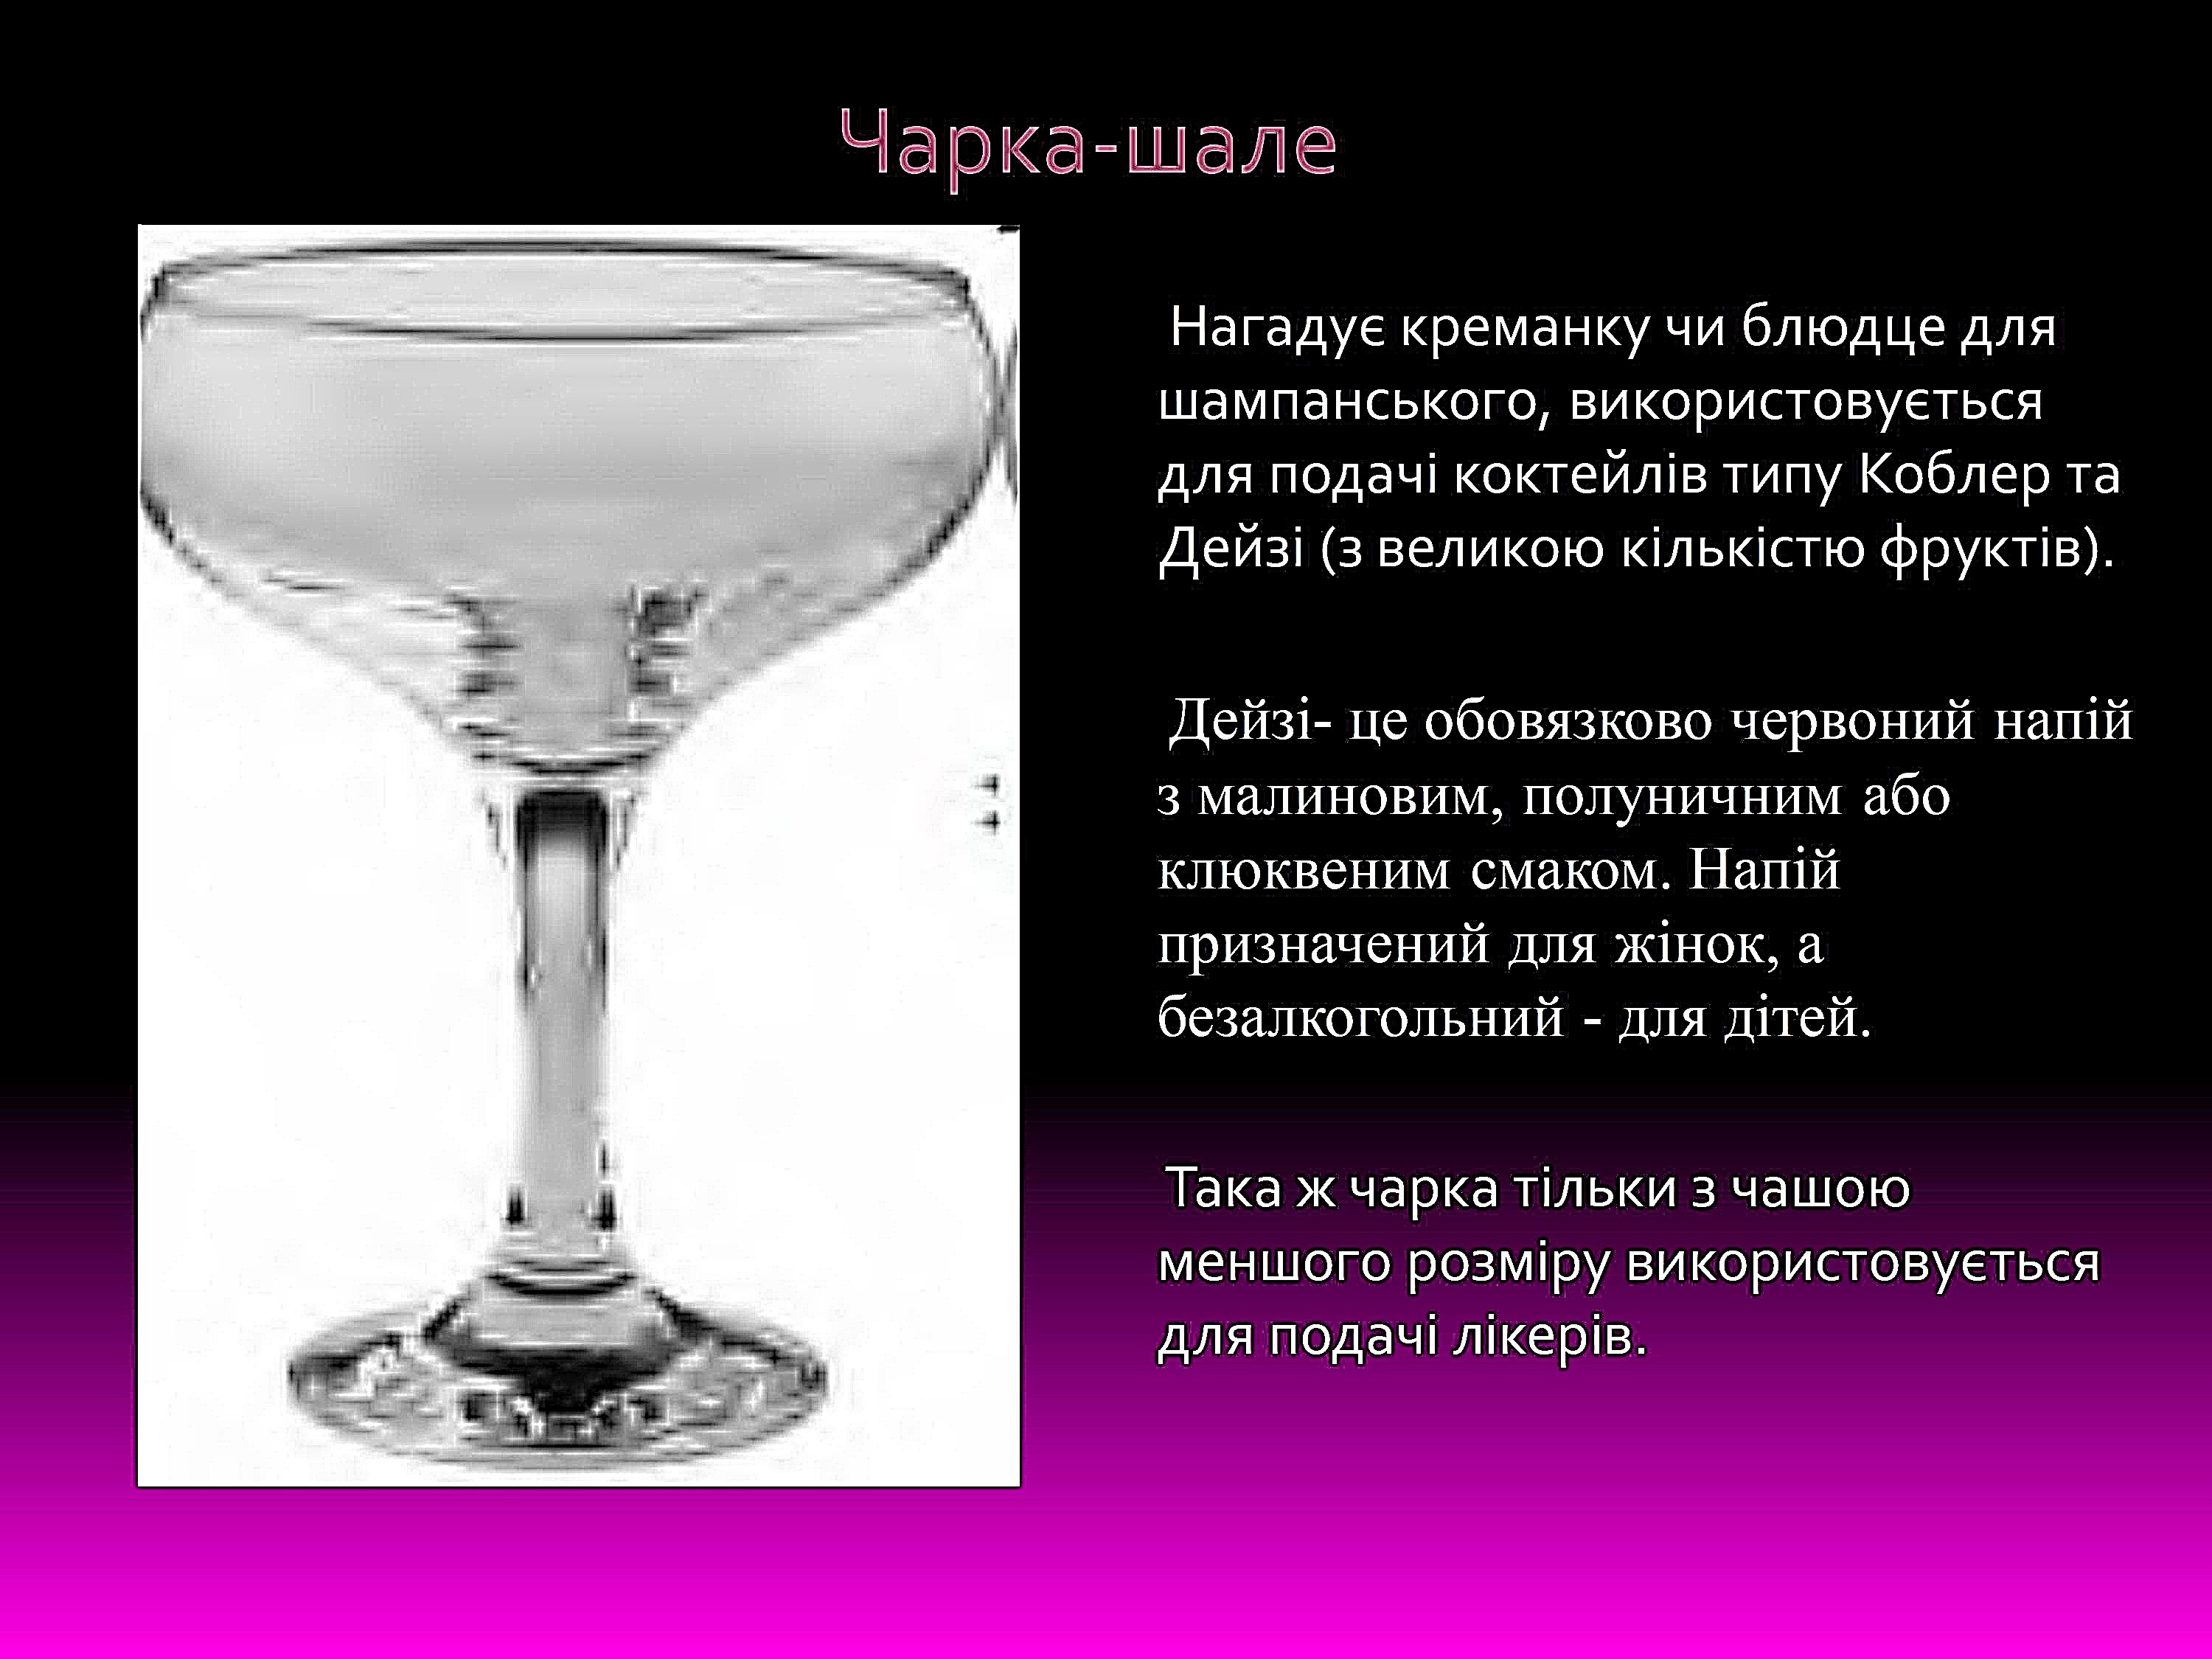 Чарка-шале
Нагадує креманку чи блюдце для
шампанського, використовується
для подачі коктейлів типу Коблер та
Дейзі (з великою кількістю фруктів).
Дейзі- це обовязково червоний напій
з малиновим, полуничним або
клюквеним смаком. Напій
призначений для жінок, а
безалкогольний - для дітей.
Така ж чарка тільки з чашою
меншого розміру використовується
для подачі лікерів.